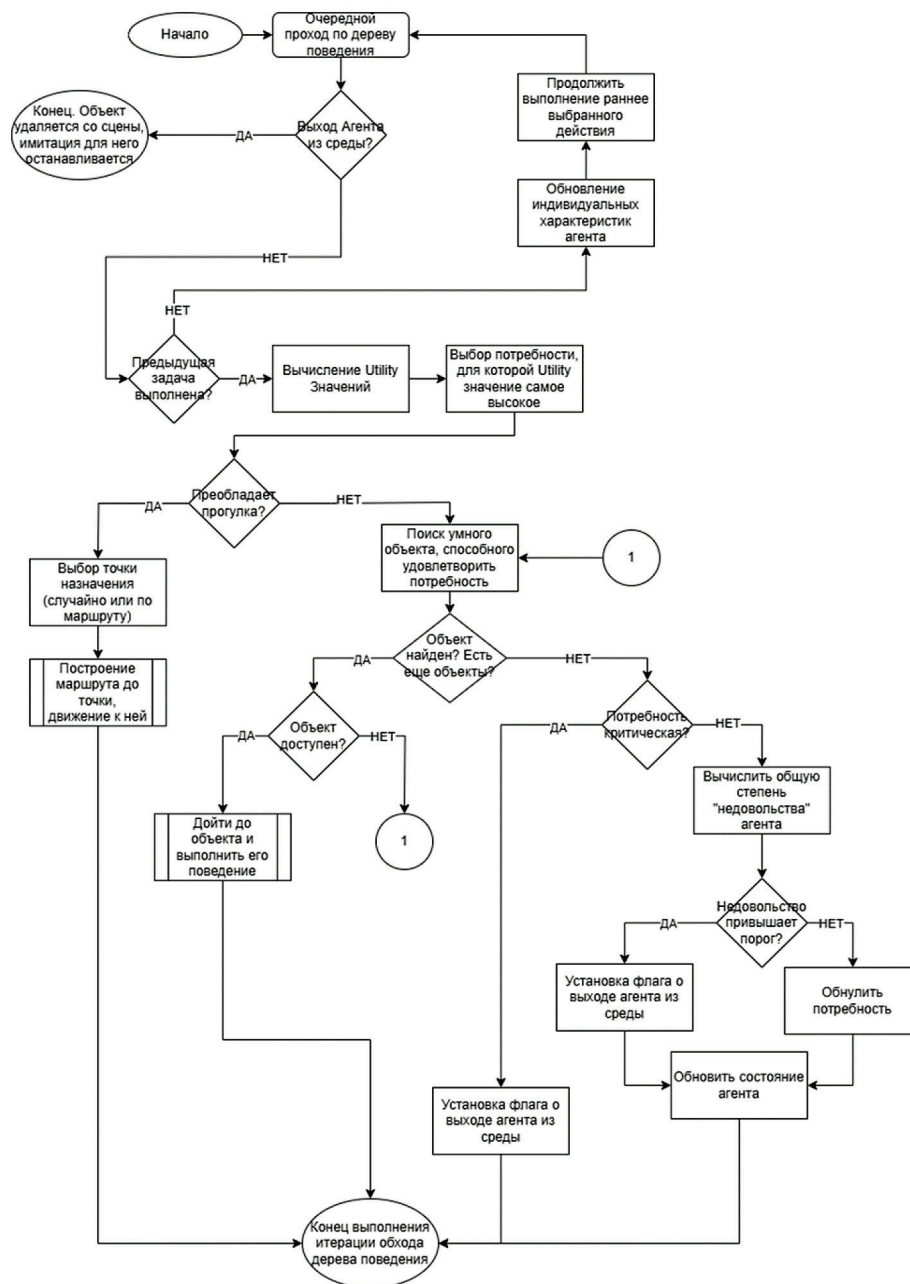 Начало
Очередной
проход по дереву
поведения
Продолжить
выполнение раннее
выбранного
действия
Конец. Объект
удаляется со сцены,
имитация для него
останавливается
ДА
Выход Агента
из среды?
Обновление
индивидуальных
характеристик
агента
НЕТ
НЕТ
Предыдущая
задача
выполнена?
ДА
Вычисление Utility
Значений
Выбор потребности,
для которой Utility
значение самое
высокое
ДА
Преобладает
прогулка?
НЕТ
Поиск умного
объекта, способного
удовлетворить
потребность
1
Выбор точки
назначения
(случайно или по
маршруту)
Построение
маршрута до
точки,
движение к ней
ДА
Объект
найден? Есть
еще объекты?
НЕТ
ДА
Объект
доступен?
НЕТ
ДА
Потребность
критическая?
НЕТ
Вычислить общую
степень
"недовольства"
агента
Дойти до
объекта и
выполнить его
поведение
1
ДА
Недовольство
привышает
порог?
НЕТ
Установка флага о
выходе агента из
среды
Обнулить
потребность
Обновить состояние
агента
Установка флага о
выходе агента из
среды
Конец выполнения
итерации обхода
дерева поведения